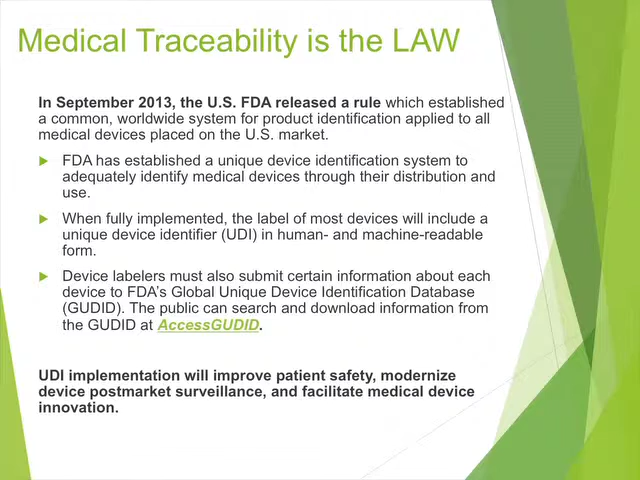 Medical Traceability is the LAW
In September 2013, the U.S. FDA released a rule which established
a common, worldwide system for product identification applied to all
medical devices placed on the U.S. market.
FDA has established a unique device identification system to
adequately identify medical devices through their distribution and
use.
When fully implemented, the label of most devices will include a
unique device identifier (UDI) in human- and machine-readable
form.
Device labelers must also submit certain information about each
device to FDA’s Global Unique Device Identification Database
(GUDID). The public can search and download information from
the GUDID at AccessGUDID.
UDI implementation will improve patient safety, modernize
device postmarket surveillance, and facilitate medical device
innovation.